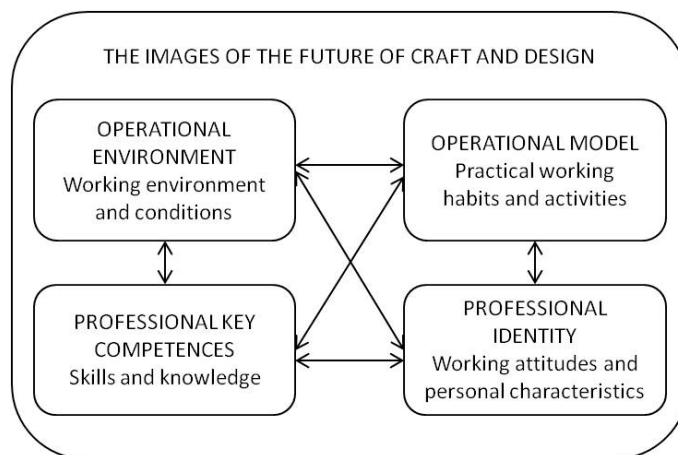 THE IMAGES OF THE FUTURE OF CRAFT AND DESIGN
OPERATIONAL
ENVIRONMENT
Working environment
and conditions
OPERATIONAL MODEL
Practical working
habits and activities
PROFESSIONAL KEY
COMPETENCES
Skills and knowledge
PROFESSIONAL
IDENTITY
Working attitudes and
personal characteristics